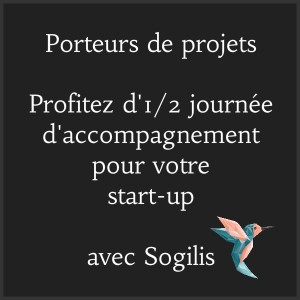 Porteurs de projets
Profitez d'1/2 journée
d'accompagnement
pour votre
start-up
avec Sogilis